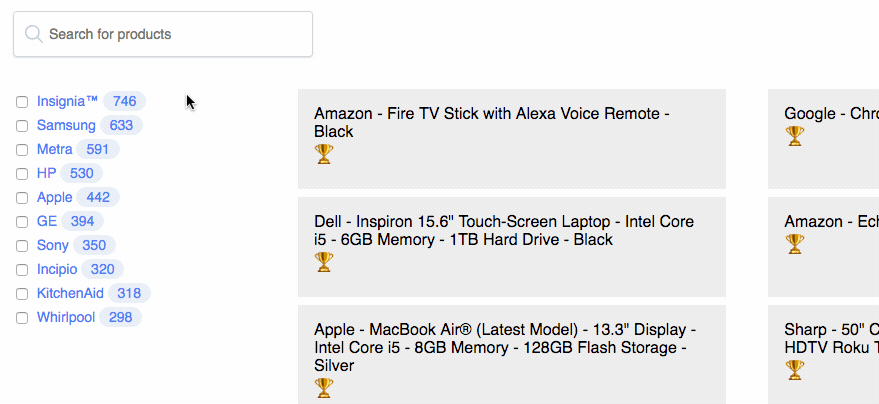 Search for products
Insignia™ 746
Samsung 633
Metra 591
HP 530
Apple 442
GE 394
Sony 350
Incipio 320
KitchenAid 318
Whirlpool 298
Amazon - Fire TV Stick with Alexa Voice Remote -
Black
Dell - Inspiron 15.6" Touch-Screen Laptop - Intel Core
i5 - 6GB Memory - 1TB Hard Drive - Black
Apple - MacBook Air® (Latest Model) - 13.3" Display -
Intel Core i5 - 8GB Memory - 128GB Flash Storage -
Silver
Google -
Amazon -
Sharp - 50"
HDTV Roku